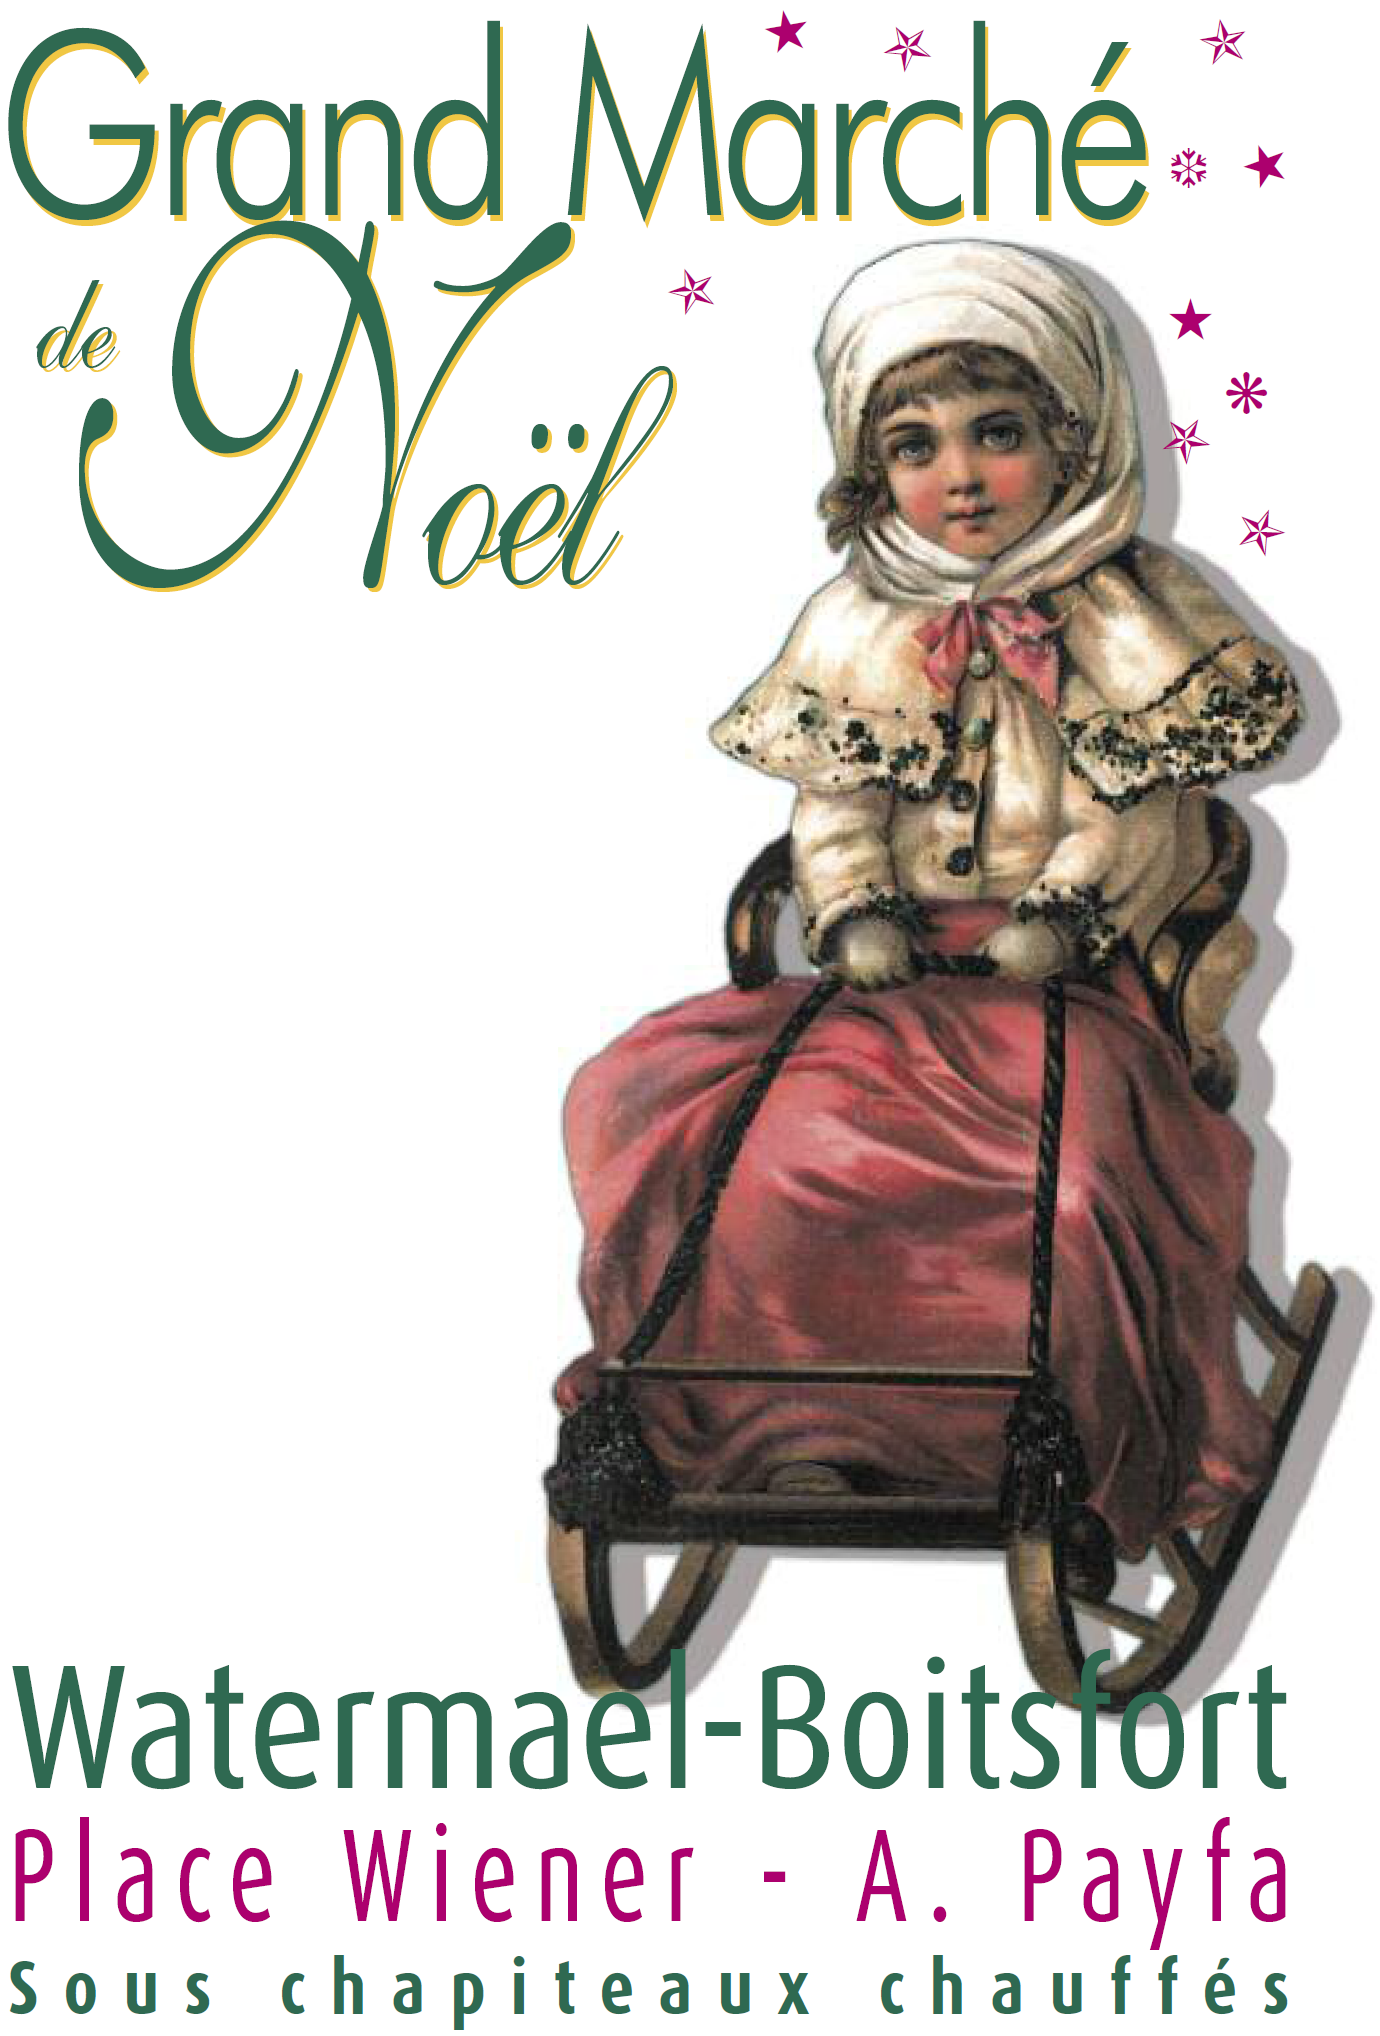 Grand Marché
de Noël
Watermael-Boitsfort
Place Wiener - A. Payfa
Sous chapiteaux chauffés